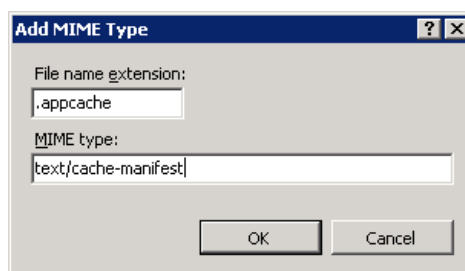 Add MIME Type
File name extension:
.appcache
MIME type:
text/cache-manifest
OK Cancel